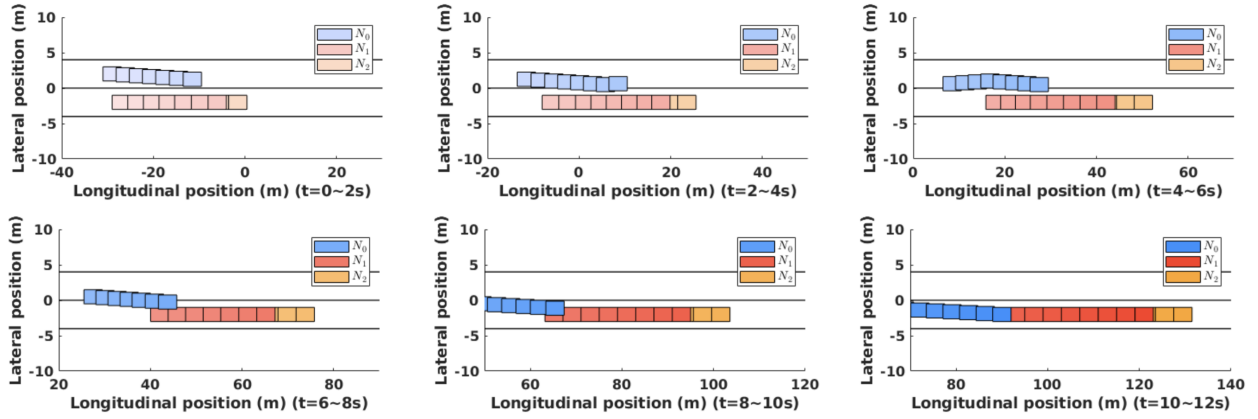 10
5
0
-5
-10
Lateral position (m)
N0
N1
N2
-40
-20
0
20
Longitudinal position (m) (t=0~2s)
10
5
0
-5
-10
Lateral position (m)
N0
N1
N2
-20
0
20
40
Longitudinal position (m) (t=2~4s)
10
5
0
-5
-10
Lateral position (m)
N0
N1
N2
0
20
40
60
Longitudinal position (m) (t=4~6s)
10
5
0
-5
-10
Lateral position (m)
N0
N1
N2
20
40
60
80
Longitudinal position (m) (t=6~8s)
10
5
0
-5
-10
Lateral position (m)
N0
N1
N2
60
80
100
120
Longitudinal position (m) (t=8~10s)
10
5
0
-5
-10
Lateral position (m)
N0
N1
N2
80
100
120
140
Longitudinal position (m) (t=10~12s)